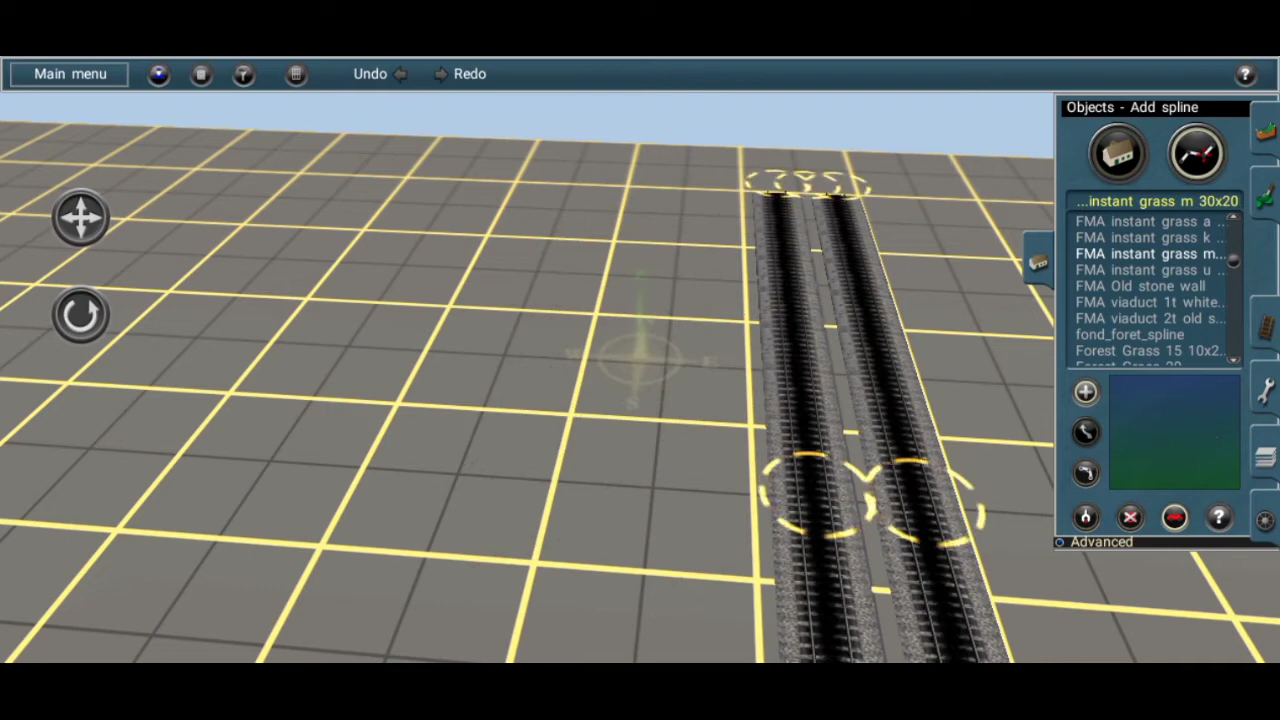 Main menu
Undo
Redo
?
Objects - Add spline
...instant grass m 30x20
FMA instant grass a ..
FMA instant grass k ..
FMA instant grass m...
FMA instant grass u ..
FMA Old stone wall
FMA viaduct 1t white...
FMA viaduct 2t old s...
fond_foret_spline
Forest Grass 15 10x2...
?
Advanced